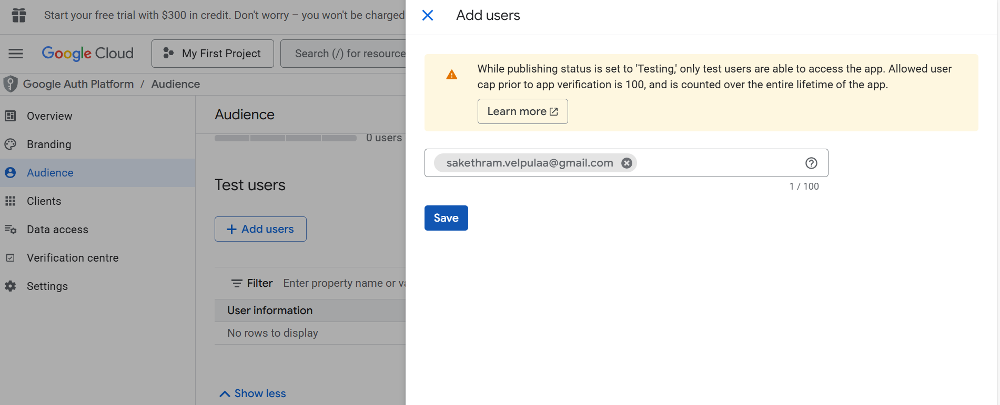 Start your free trial with $300 in credit. Don't worry – you won't be charged
Google Cloud
My First Project
Search (/) for resource
Google Auth Platform / Audience
Overview
Branding
Audience
Clients
Data access
Verification centre
Settings
Audience
0 users
Test users
+ Add users
Filter Enter property name or va
User information
No rows to display
Show less
Add users
While publishing status is set to 'Testing,' only test users are able to access the app. Allowed user
cap prior to app verification is 100, and is counted over the entire lifetime of the app.
Learn more
sakethram.velpulaa@gmail.com
1 / 100
Save